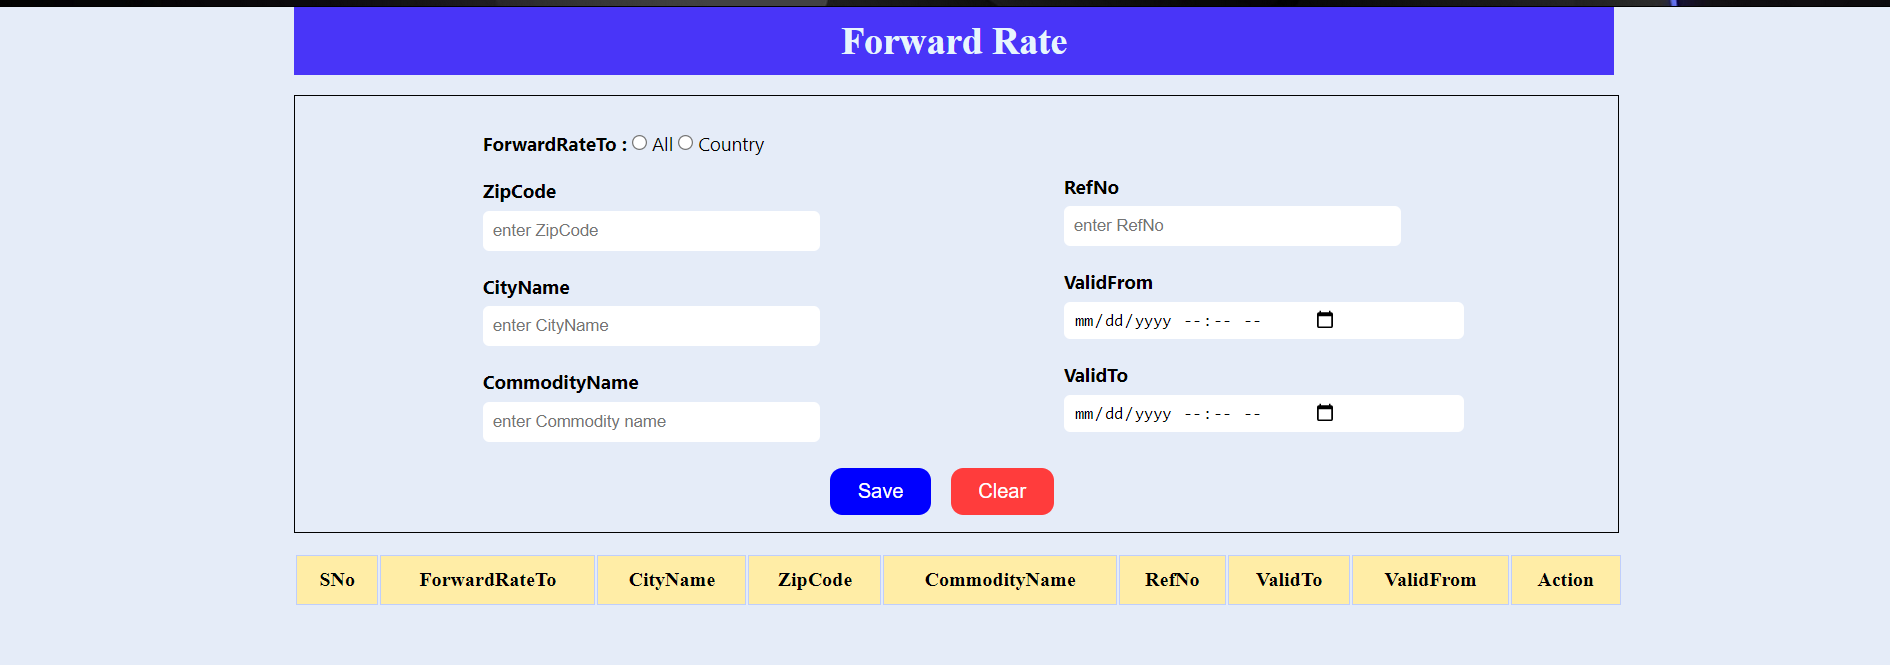 Forward Rate
ForwardRateTo : All Country
ZipCode
enter ZipCode
CityName
enter CityName
CommodityName
enter Commodity name
RefNo
enter RefNo
ValidFrom
mm/dd/yyyy --:-- --
ValidTo
mm/dd/yyyy --:-- --
Save Clear
SNo ForwardRateTo CityName ZipCode CommodityName RefNo ValidTo ValidFrom Action